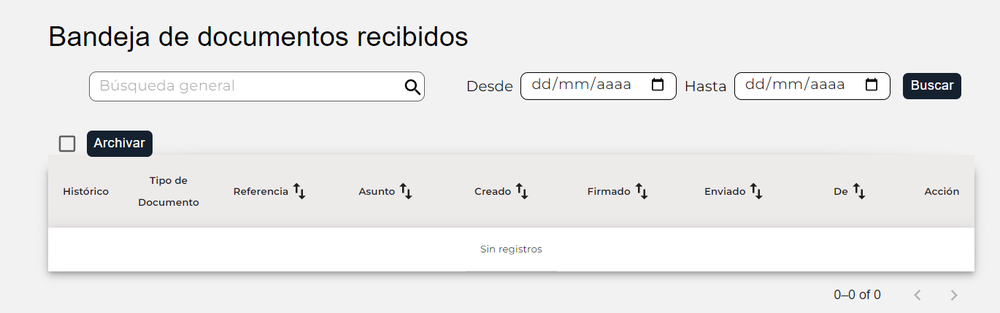 Bandeja de documentos recibidos
Búsqueda general
Desde dd/mm/aaaa Hasta dd/mm/aaaa Buscar
Archivar
Histórico Tipo de Documento Referencia Asunto Creado Firmado Enviado De Acción
Sin registros
0–0 of 0